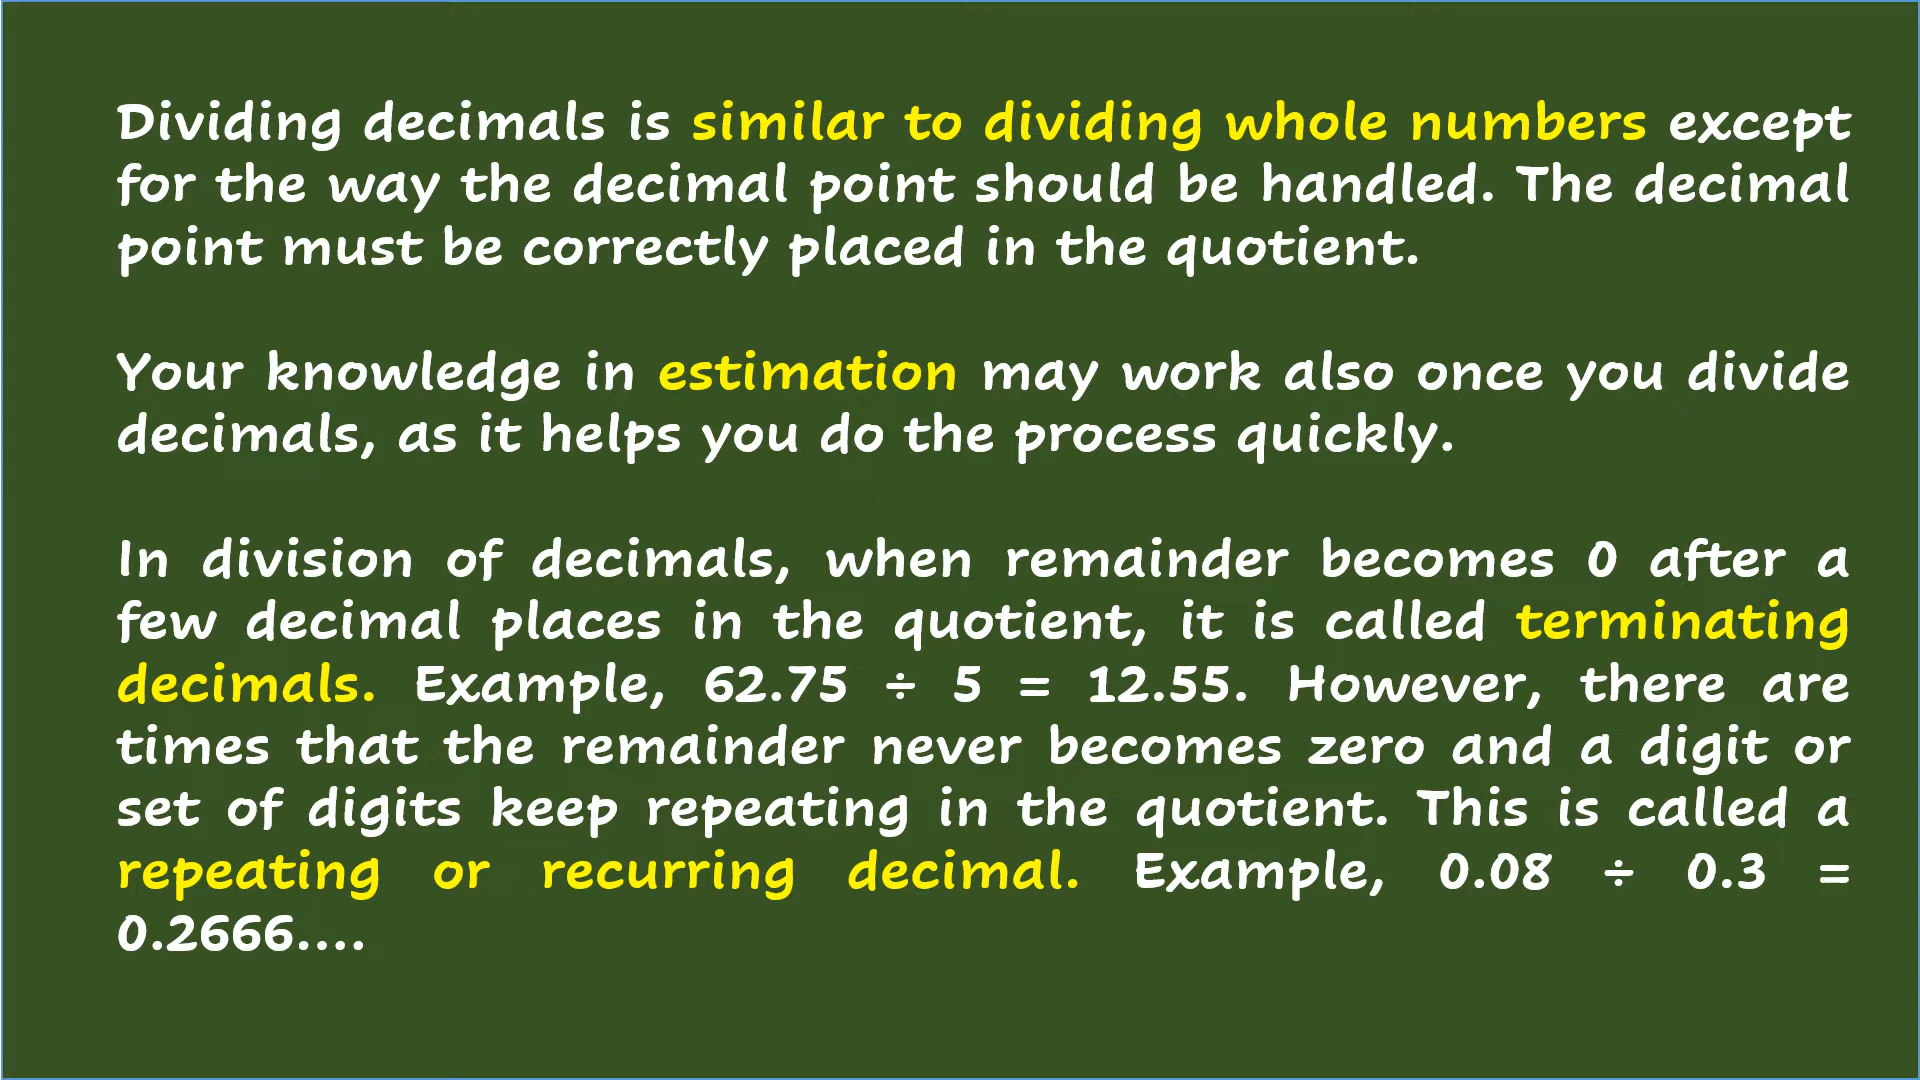 Dividing decimals is similar to dividing whole numbers except
for the way the decimal point should be handled. The decimal
point must be correctly placed in the quotient.
Your knowledge in estimation may work also once you divide
decimals, as it helps you do the process quickly.
In division of decimals, when remainder becomes 0 after a
few decimal places in the quotient, it is called terminating
decimals. Example, 62.75 ÷ 5 = 12.55. However, there are
times that the remainder never becomes zero and a digit or
set of digits keep repeating in the quotient. This is called a
repeating or recurring decimal. Example, 0.08 ÷ 0.3 =
0.2666....